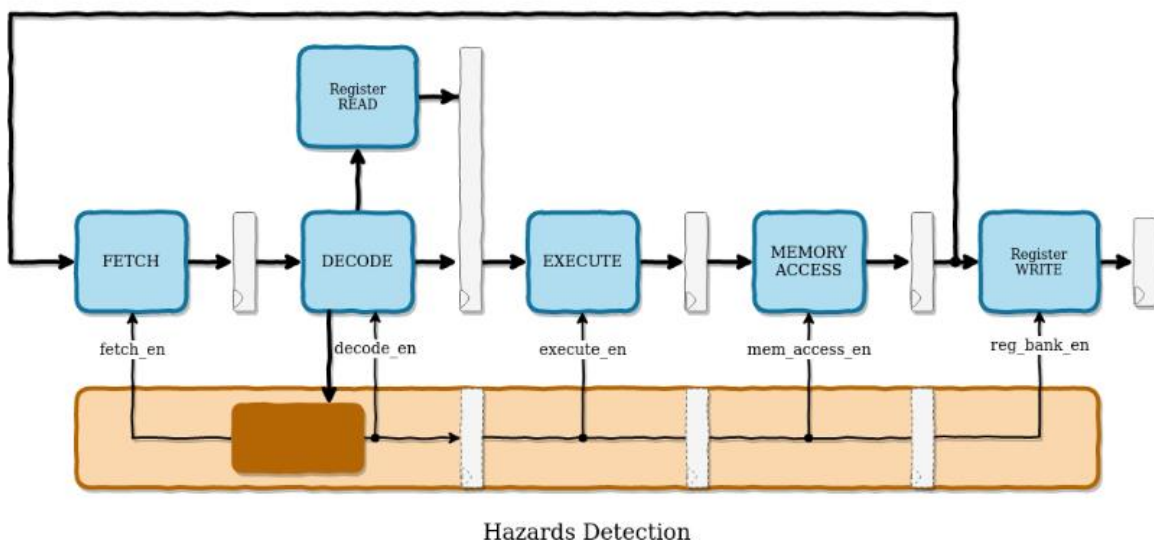 Register
READ
FETCH
DECODE
EXECUTE
MEMORY
ACCESS
Register
WRITE
fetch_en
decode_en
execute_en
mem_access_en
reg_bank_en
Hazards Detection